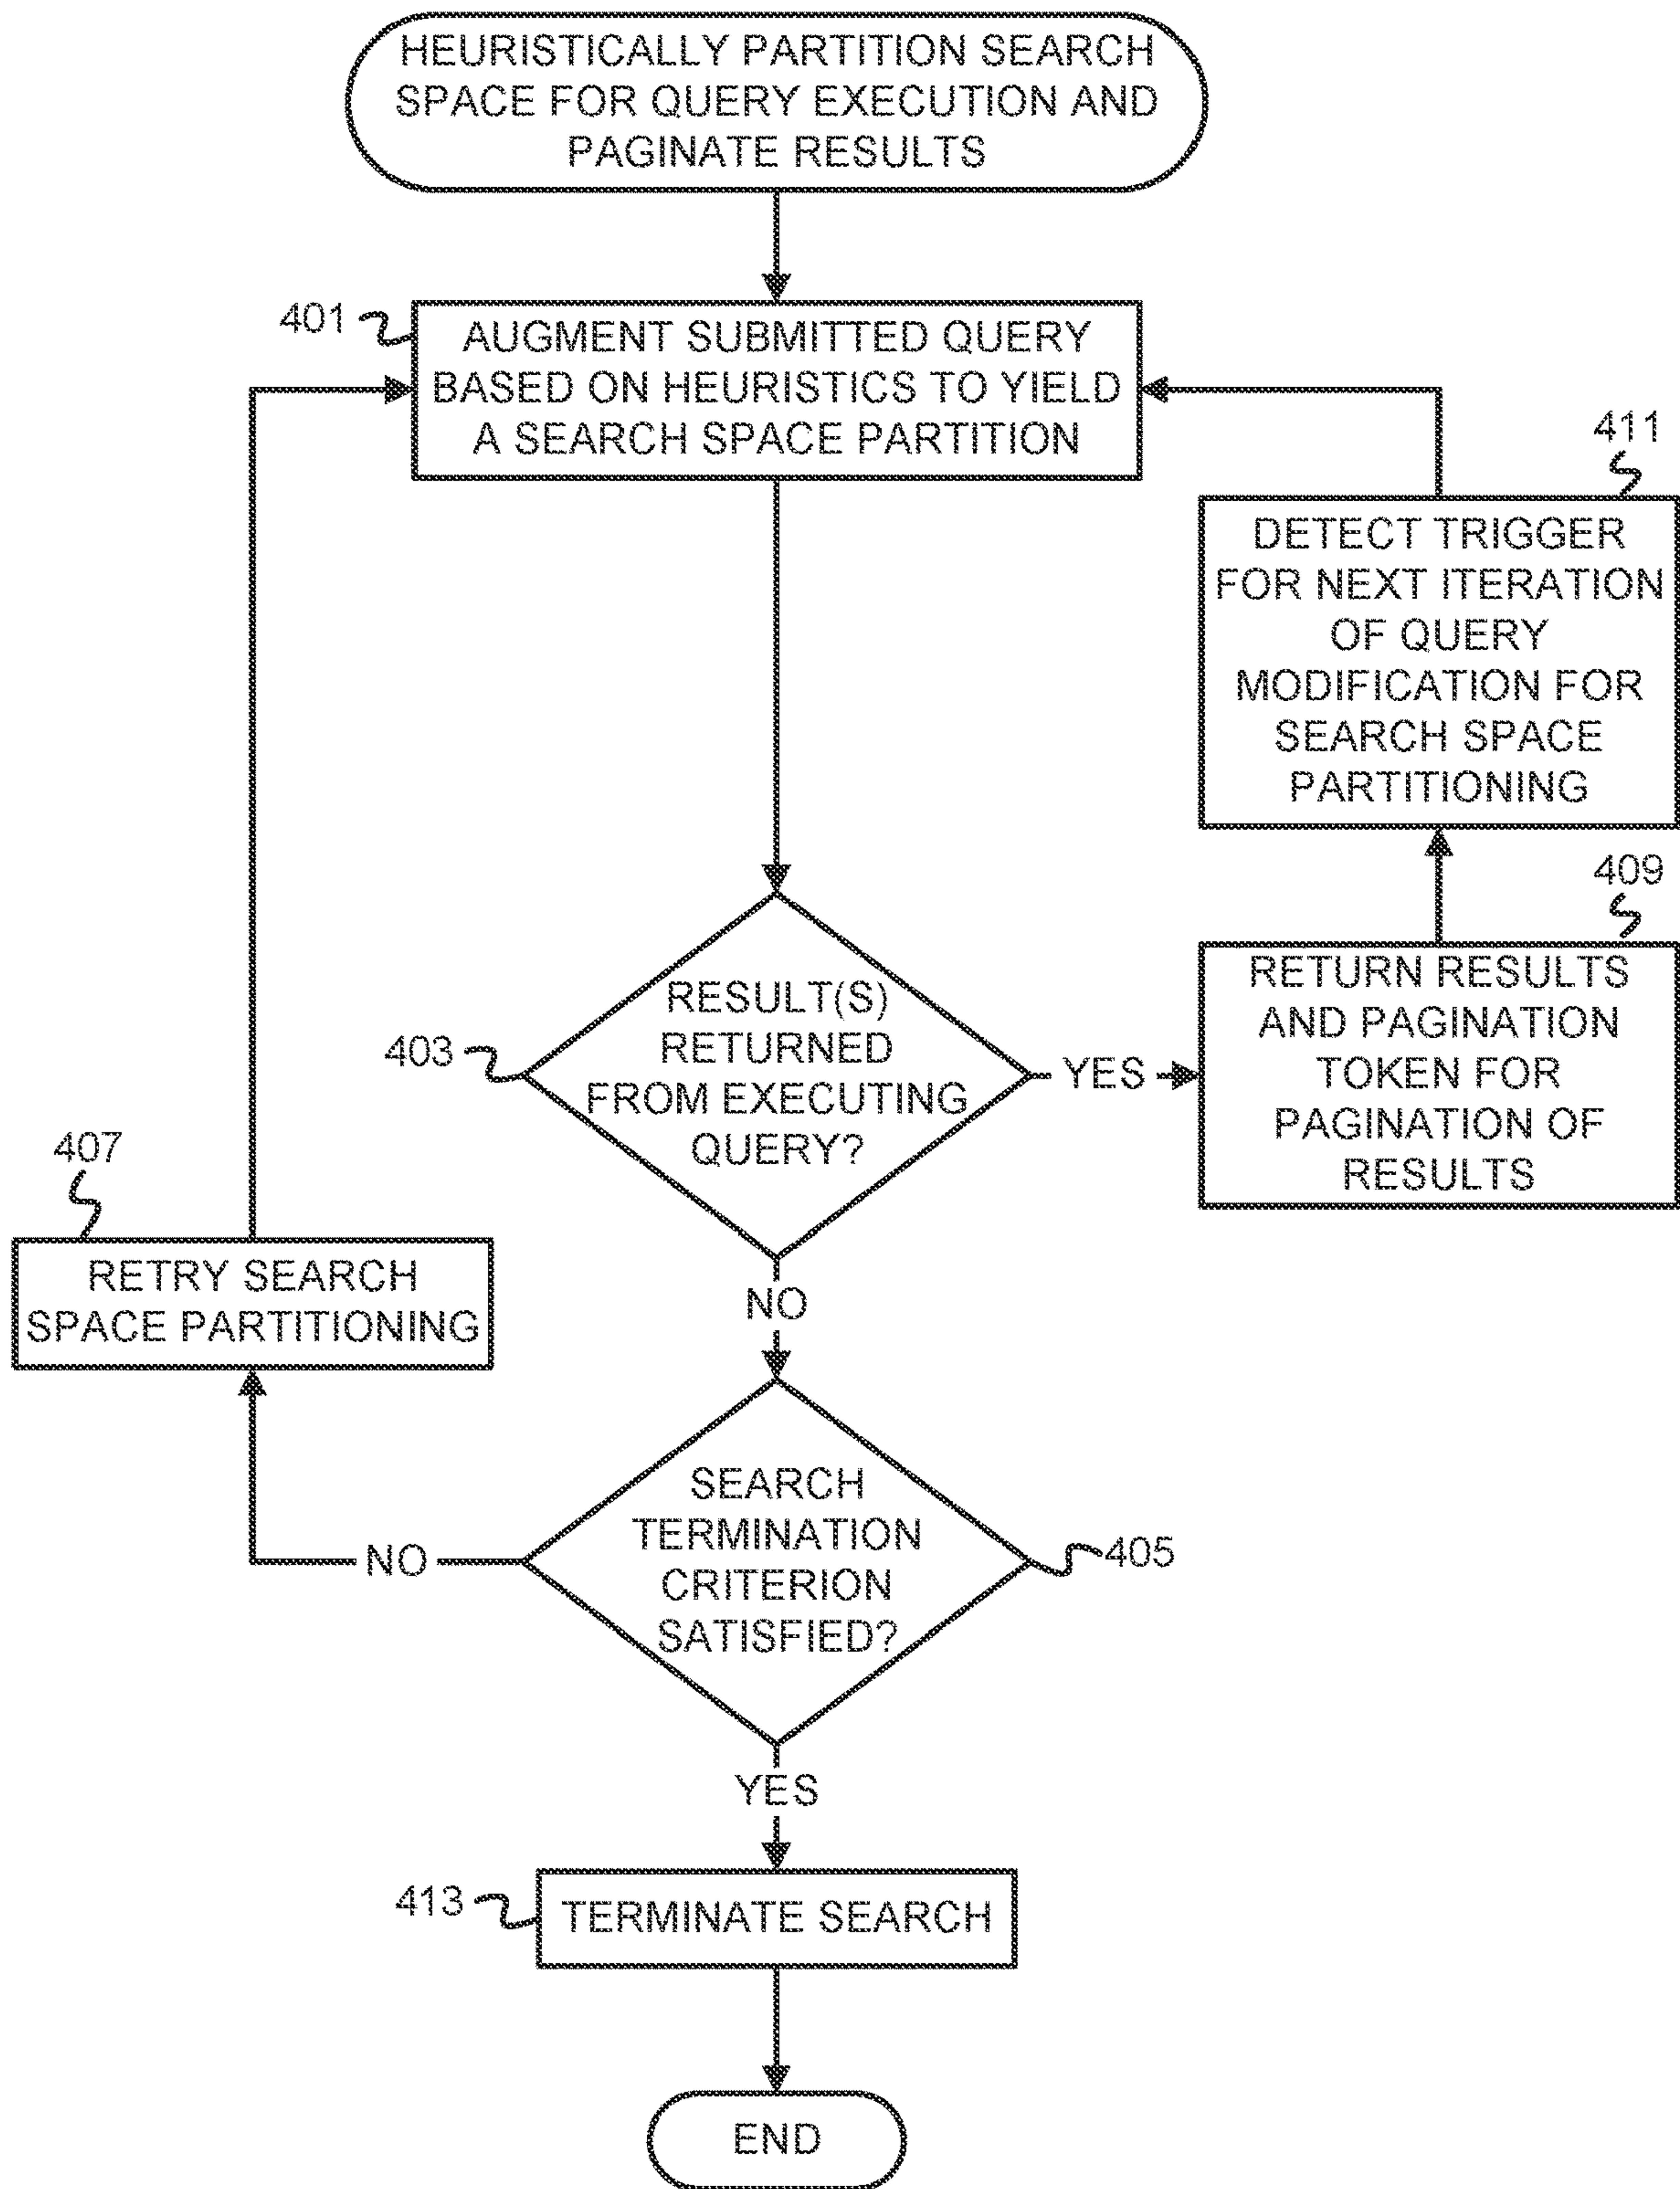 HEURISTICALLY PARTITION SEARCH
SPACE FOR QUERY EXECUTION AND
PAGINATE RESULTS
401
AUGMENT SUBMITTED QUERY
BASED ON HEURISTICS TO YIELD
A SEARCH SPACE PARTITION
411
DETECT TRIGGER
FOR NEXT ITERATION
OF QUERY
MODIFICATION FOR
SEARCH SPACE
PARTITIONING
409
RETURN RESULTS
AND PAGINATION
TOKEN FOR
PAGINATION OF
RESULTS
403
RESULT(S)
RETURNED
FROM EXECUTING
QUERY?
YES
407
RETRY SEARCH
SPACE PARTITIONING
NO
SEARCH
TERMINATION
CRITERION
SATISFIED?
405
NO
YES
413
TERMINATE SEARCH
END